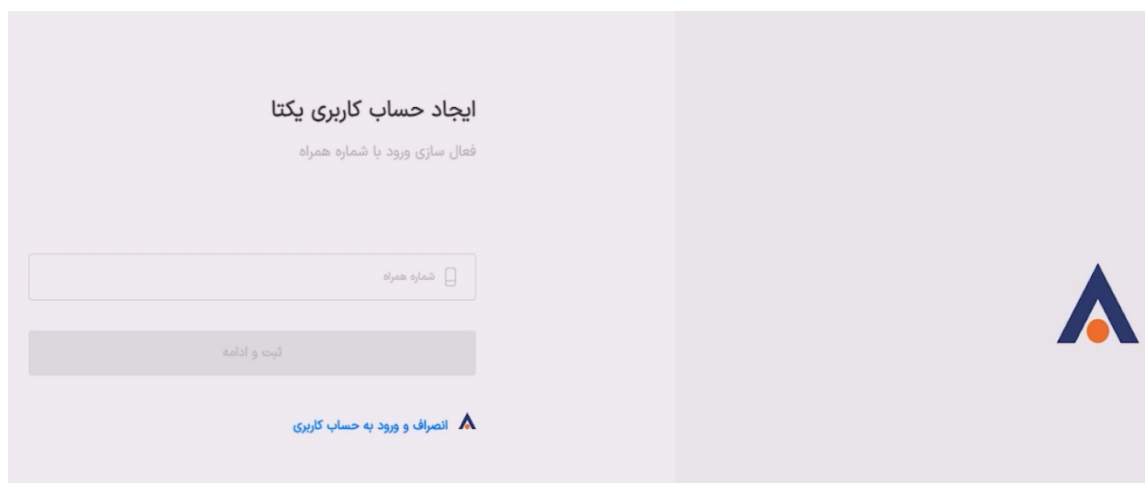 ایجاد حساب کاربری یکتا
فعال سازی ورود با شماره همراه
شماره همراه
ثبت و ادامه
انصراف و ورود به حساب کاربری